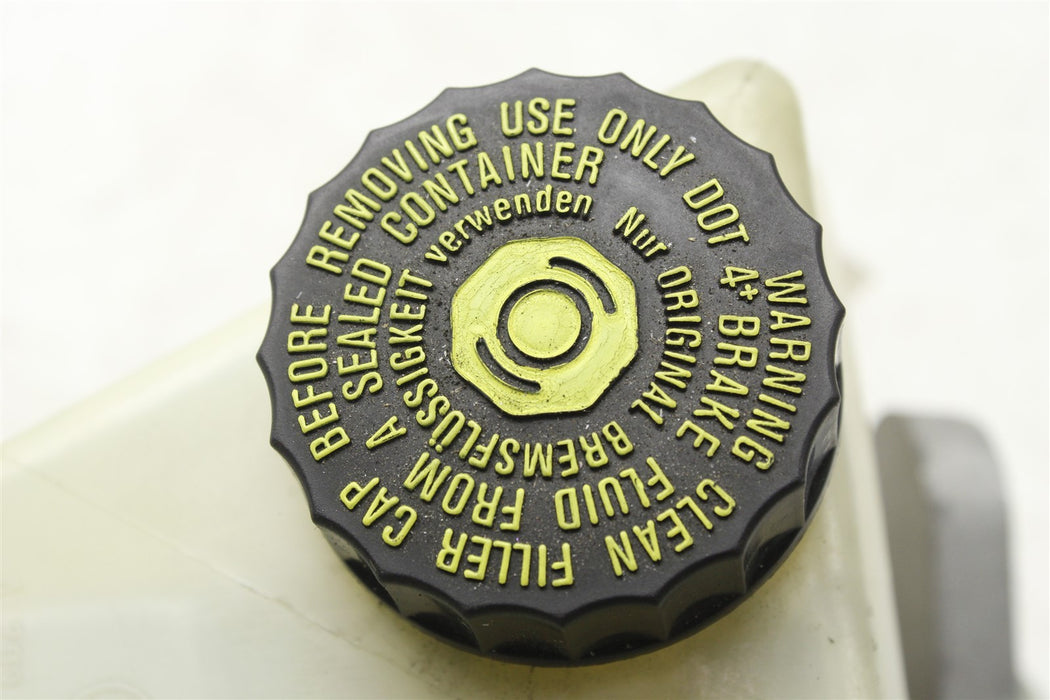 WARNING CLEAN FILLER CAP BEFORE REMOVING
USE ONLY DOT 4+ BRAKE FLUID FROM A SEALED CONTAINER
Nur ORIGINAL BREMSFLÜSSIGKEIT verwenden